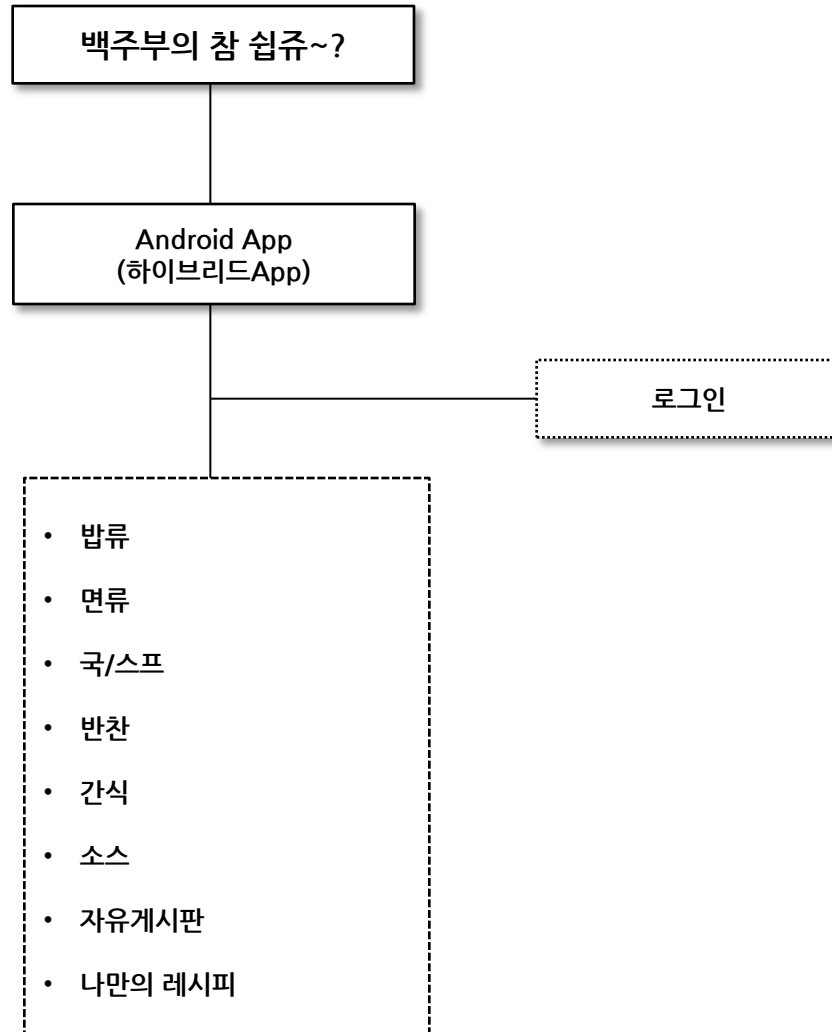 백주부의 참 쉽쥬~?
Android App
(하이브리드App)
로그인
• 밥류
• 면류
• 국/스프
• 반찬
• 간식
• 소스
• 자유게시판
• 나만의 레시피